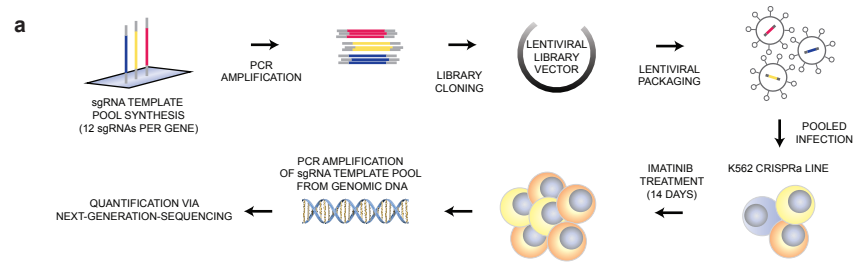 a
sgRNA TEMPLATE
POOL SYNTHESIS
(12 sgRNAs PER GENE)
PCR
AMPLIFICATION
LIBRARY
CLONING
LENTIVIRAL
LIBRARY
VECTOR
LENTIVIRAL
PACKAGING
POOLED
INFECTION
K562 CRISPRa LINE
IMATINIB
TREATMENT
(14 DAYS)
PCR AMPLIFICATION
OF sgRNA TEMPLATE POOL
FROM GENOMIC DNA
QUANTIFICATION VIA
NEXT-GENERATION-SEQUENCING